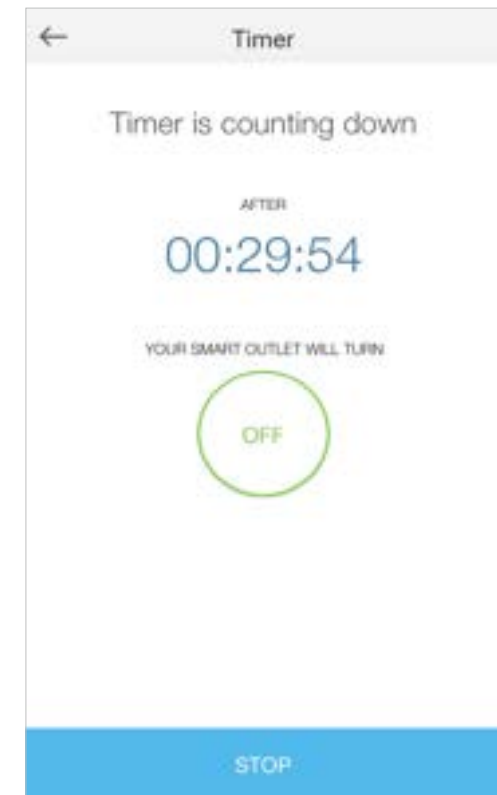 Timer
Timer is counting down
AFTER
00:29:54
YOUR SMART OUTLET WILL TURN
OFF
STOP